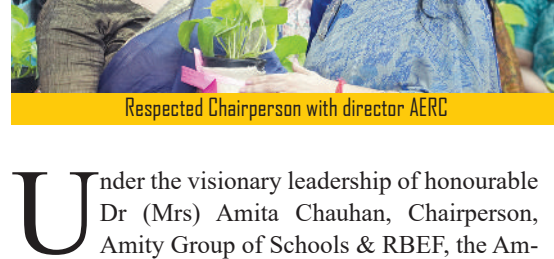 Respected Chairperson with director AERC
Under the visionary leadership of honourable
Dr (Mrs) Amita Chauhan, Chairperson,
Amity Group of Schools & RBEF, the Am-